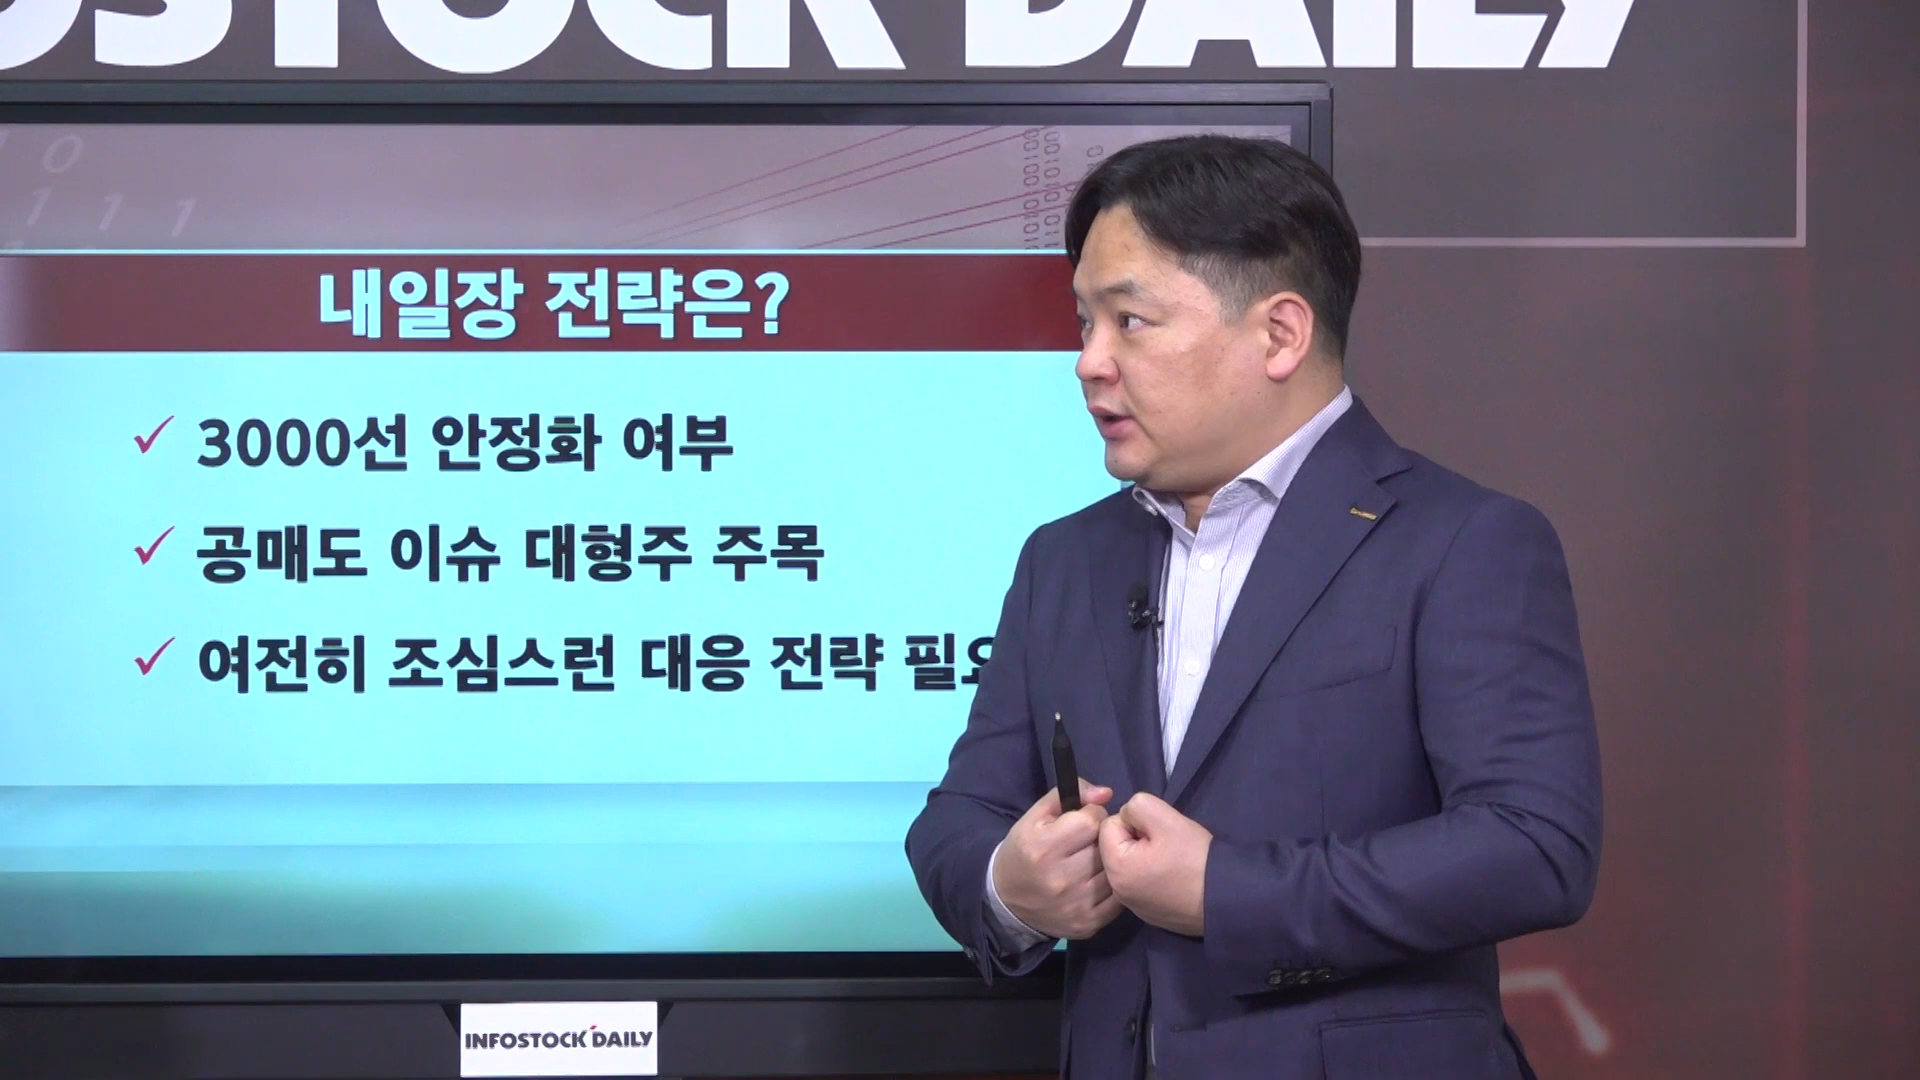 DAILY
내일장 전략은?
3000선 안정화 여부
공매도 이슈 대형주 주목
여전히 조심스런 대응 전략
INFOSTOCK DAILY